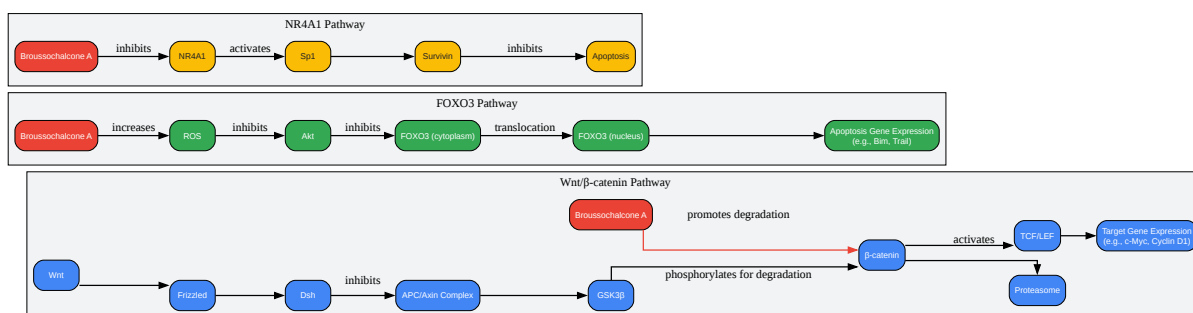 NR4A1 Pathway
Broussochalcone A
inhibits
NR4A1
activates
Sp1
Survivin
inhibits
Apoptosis
FOXO3 Pathway
Broussochalcone A
increases
ROS
inhibits
Akt
inhibits
FOXO3 (cytoplasm)
translocation
FOXO3 (nucleus)
Apoptosis Gene Expression
(e.g., Bim, Trail)
Wnt/β-catenin Pathway
Broussochalcone A
promotes degradation
Wnt
Frizzled
Dsh
inhibits
APC/Axin Complex
GSK3β
phosphorylates for degradation
β-catenin
activates
TCF/LEF
Target Gene Expression
(e.g., c-Myc, Cyclin D1)
Proteasome